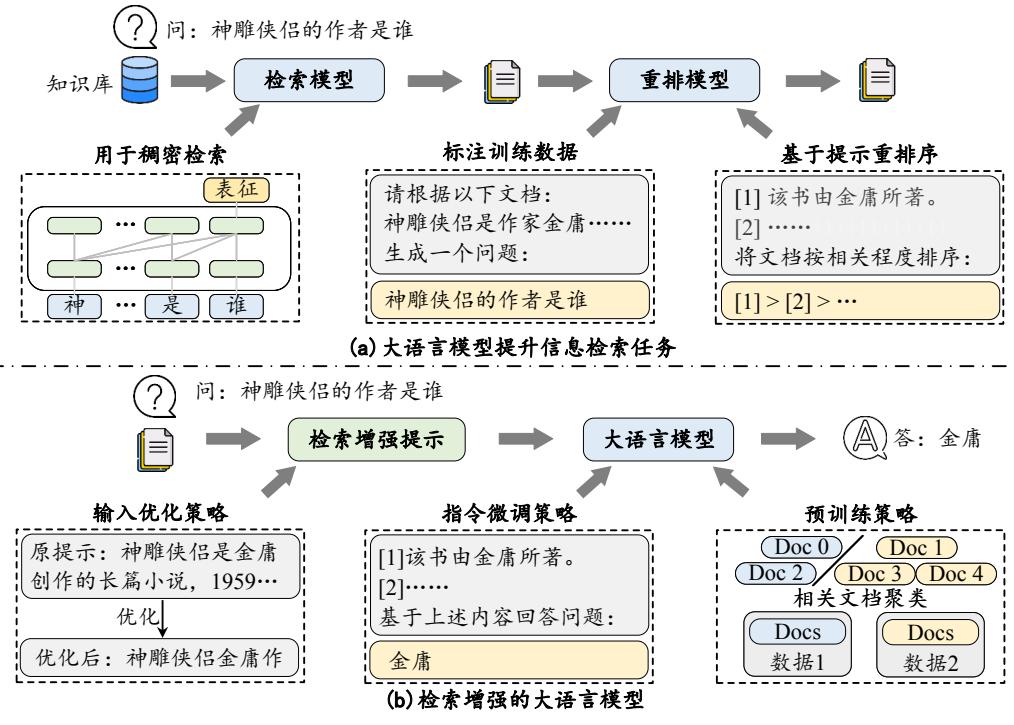 问：神雕侠侣的作者是谁
知识库
检索模型
重排模型
用于稠密检索
标注训练数据
基于提示重排序
表征
神
是
谁
请根据以下文档：
神雕侠侣是作家金庸……
生成一个问题：
神雕侠侣的作者是谁
[1] 该书由金庸所著。
[2] ……
将文档按相关程度排序：
[1] > [2] > …
(a) 大语言模型提升信息检索任务
问：神雕侠侣的作者是谁
检索增强提示
大语言模型
答：金庸
输入优化策略
指令微调策略
预训练策略
原提示：神雕侠侣是金庸
创作的长篇小说，1959…
优化
优化后：神雕侠侣金庸作
[1]该书由金庸所著。
[2]……
基于上述内容回答问题：
金庸
Doc 0
Doc 1
Doc 2
Doc 3
Doc 4
相关文档聚类
Docs
Docs
数据1
数据2
(b) 检索增强的大语言模型